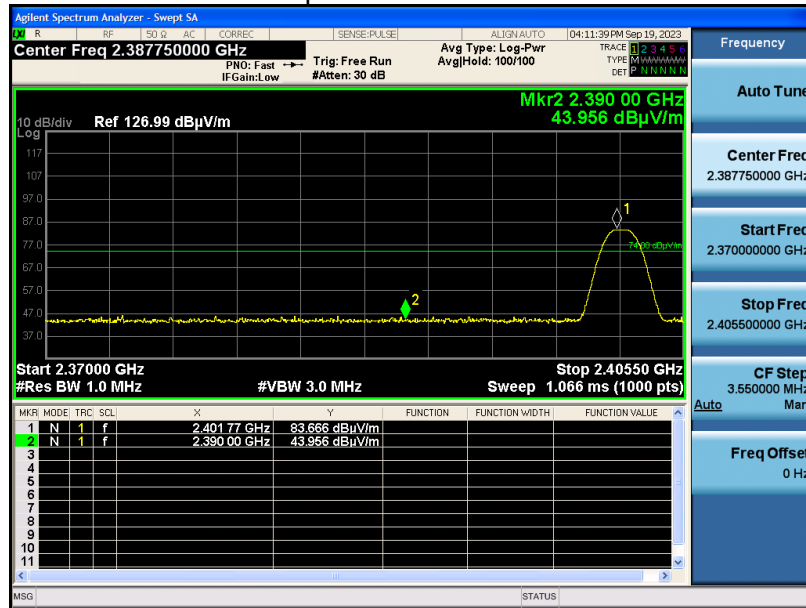 Agilent Spectrum Analyzer - Swept SA
LXI R RF 50 Ω AC CORREC SENSE:PULSE ALIGN AUTO 04:11:39 PM Sep 19, 2023
Center Freq 2.387750000 GHz
PNO: Fast
IFGain:Low
Trig: Free Run
#Atten: 30 dB
Avg Type: Log-Pwr
Avg|Hold: 100/100
TRACE 1 2 3 4 5 6
TYPE MWWWWW
DET P N N N N N
Mkr2 2.390 00 GHz
43.956 dBµV/m
10 dB/div Ref 126.99 dBµV/m
Log
117
107
97.0
87.0
77.0
67.0
57.0
47.0
37.0
1
74.00 dBµV/m
2
Start 2.37000 GHz Stop 2.40550 GHz
#Res BW 1.0 MHz #VBW 3.0 MHz Sweep 1.066 ms (1000 pts)
MKR MODE TRC SCL X Y FUNCTION FUNCTION WIDTH FUNCTION VALUE
1 N 1 f 2.401 77 GHz 83.666 dBµV/m
2 N 1 f 2.390 00 GHz 43.956 dBµV/m
3
4
5
6
7
8
9
10
11
MSG STATUS
Frequency
Auto Tune
Center Freq
2.387750000 GHz
Start Freq
2.370000000 GHz
Stop Freq
2.405500000 GHz
CF Step
3.550000 MHz
Auto Man
Freq Offset
0 Hz